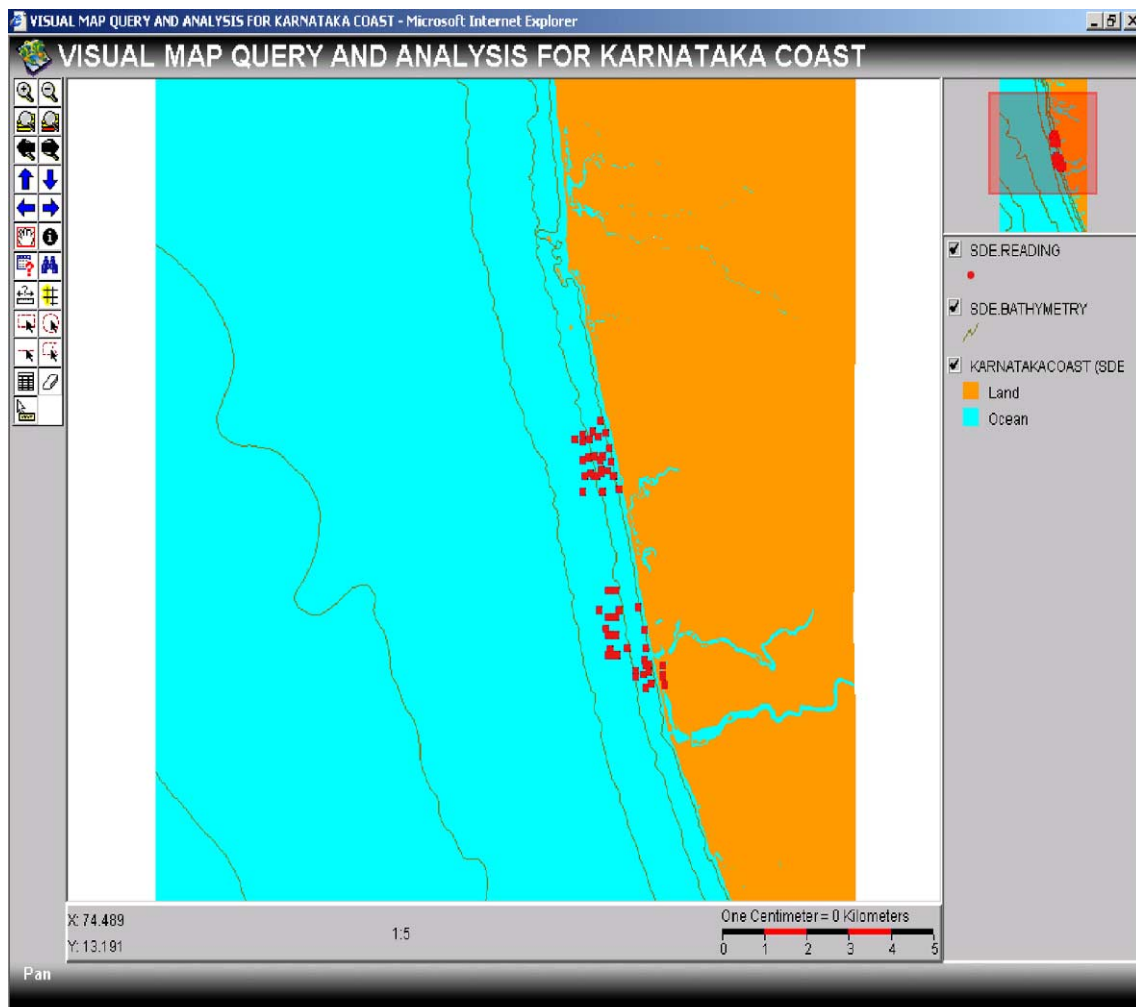 VISUAL MAP QUERY AND ANALYSIS FOR KARNATAKA COAST - Microsoft Internet Explorer
VISUAL MAP QUERY AND ANALYSIS FOR KARNATAKA COAST
SDE.READING
SDE.BATHYMETRY
KARNATAKACOAST (SDE
Land
Ocean
X: 74.489
Y: 13.191
1:5
One Centimeter = 0 Kilometers
0 1 2 3 4 5
Pan